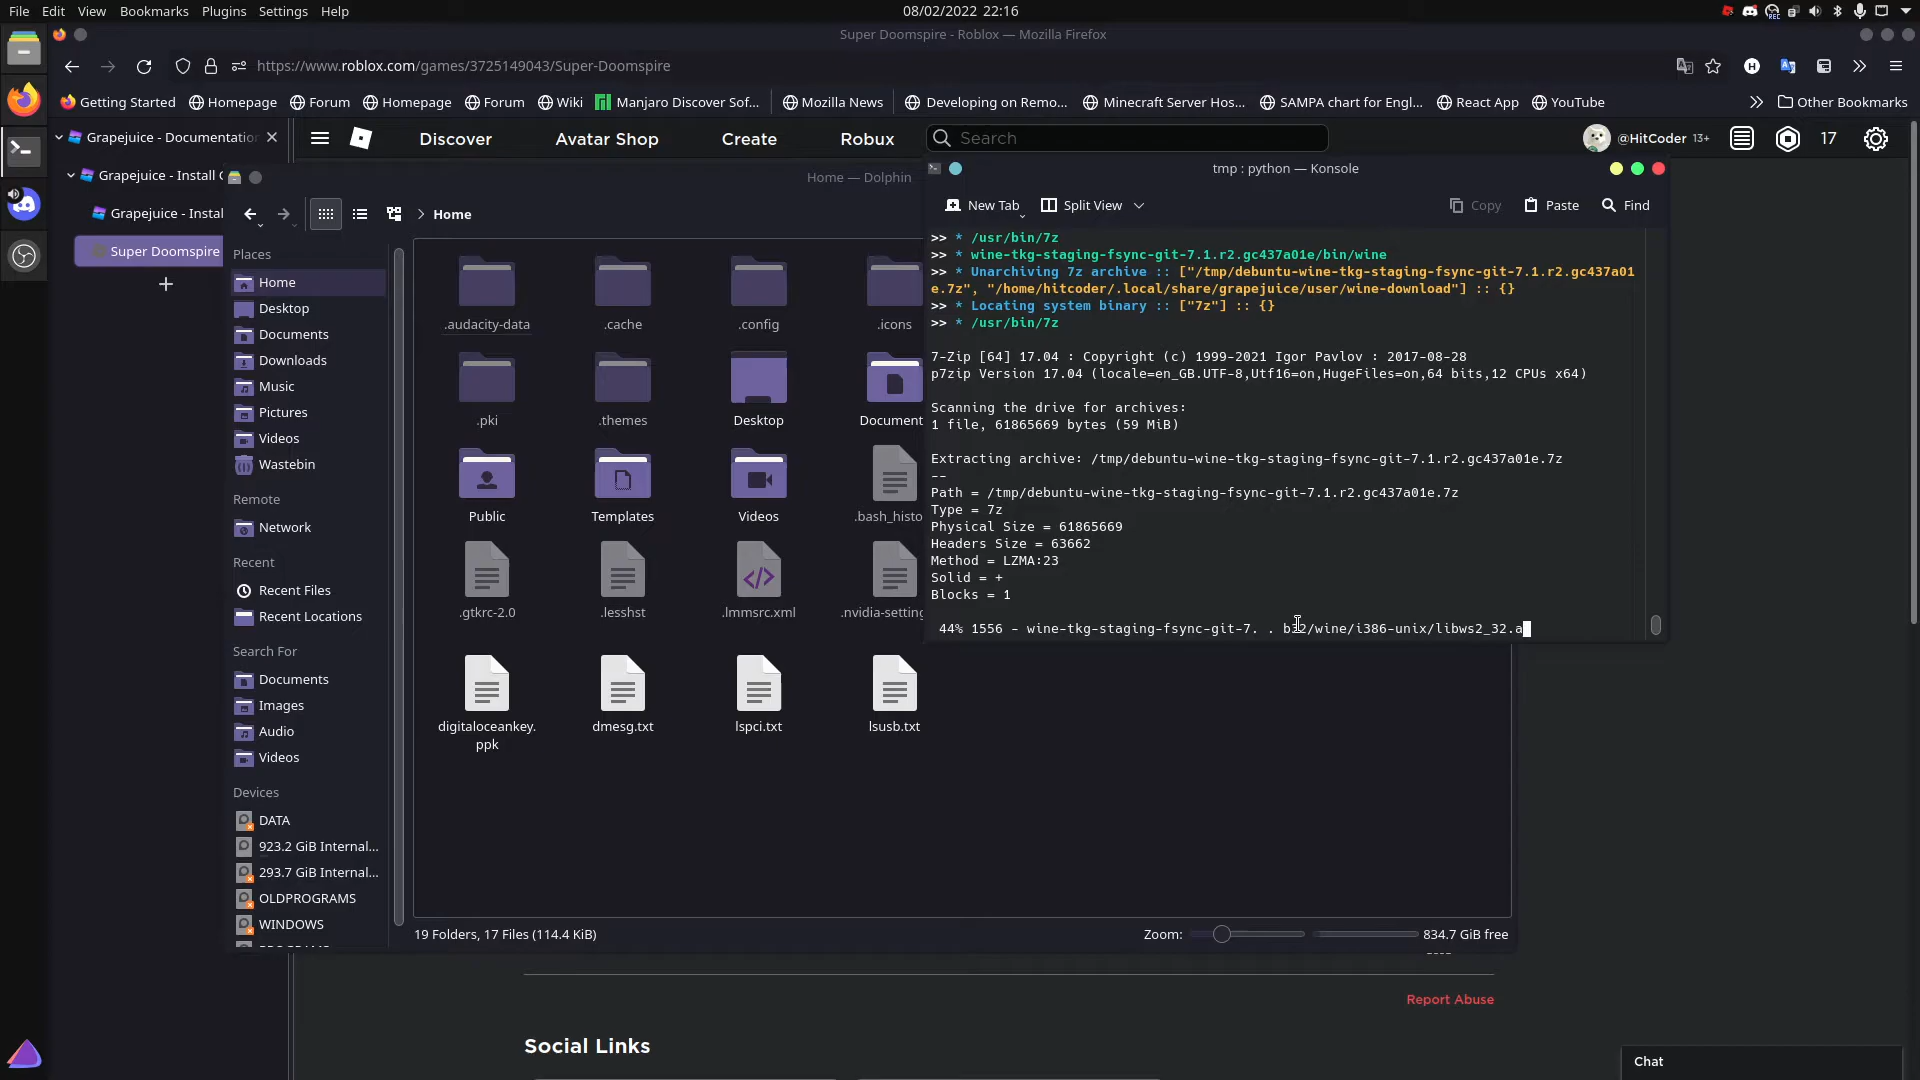 File Edit View Bookmarks Plugins Settings Help
08/02/2022 22:16
Super Doomspire - Roblox — Mozilla Firefox
https://www.roblox.com/games/3725149043/Super-Doomspire
Getting Started Homepage Forum Homepage Forum Wiki Manjaro Discover Sof... Mozilla News Developing on Remo... Minecraft Server Hos... SAMPA chart for Engl... React App YouTube Other Bookmarks
Grapejuice - Documentatio
Grapejuice - Install G
Grapejuice - Instal
Super Doomspire
Discover Avatar Shop Create Robux Search @HitCoder 13+ 17
Home — Dolphin
Home
Places
Home
Desktop
Documents
Downloads
Music
Pictures
Videos
Wastebin
Remote
Network
Recent
Recent Files
Recent Locations
Search For
Documents
Images
Audio
Videos
Devices
DATA
923.2 GiB Internal...
293.7 GiB Internal...
OLDPROGRAMS
WINDOWS
.audacity-data .cache .config .icons
.pki .themes Desktop Document
Public Templates Videos .bash_histo
.gtkrc-2.0 .lesshst .lmmsrc.xml .nvidia-setting
digitaloceankey.
ppk
dmesg.txt lspci.txt lsusb.txt
19 Folders, 17 Files (114.4 KiB)
Zoom:
834.7 GiB free
tmp : python — Konsole
New Tab Split View Copy Paste Find
>> * /usr/bin/7z
>> * wine-tkg-staging-fsync-git-7.1.r2.gc437a01e/bin/wine
>> * Unarchiving 7z archive :: ["/tmp/debuntu-wine-tkg-staging-fsync-git-7.1.r2.gc437a01
e.7z", "/home/hitcoder/.local/share/grapejuice/user/wine-download"] :: {}
>> * Locating system binary :: ["7z"] :: {}
>> * /usr/bin/7z
7-Zip [64] 17.04 : Copyright (c) 1999-2021 Igor Pavlov : 2017-08-28
p7zip Version 17.04 (locale=en_GB.UTF-8,Utf16=on,HugeFiles=on,64 bits,12 CPUs x64)
Scanning the drive for archives:
1 file, 61865669 bytes (59 MiB)
Extracting archive: /tmp/debuntu-wine-tkg-staging-fsync-git-7.1.r2.gc437a01e.7z
--
Path = /tmp/debuntu-wine-tkg-staging-fsync-git-7.1.r2.gc437a01e.7z
Type = 7z
Physical Size = 61865669
Headers Size = 63662
Method = LZMA:23
Solid = +
Blocks = 1
44% 1556 - wine-tkg-staging-fsync-git-7. . b32/wine/i386-unix/libws2_32.a
Report Abuse
Social Links
Chat